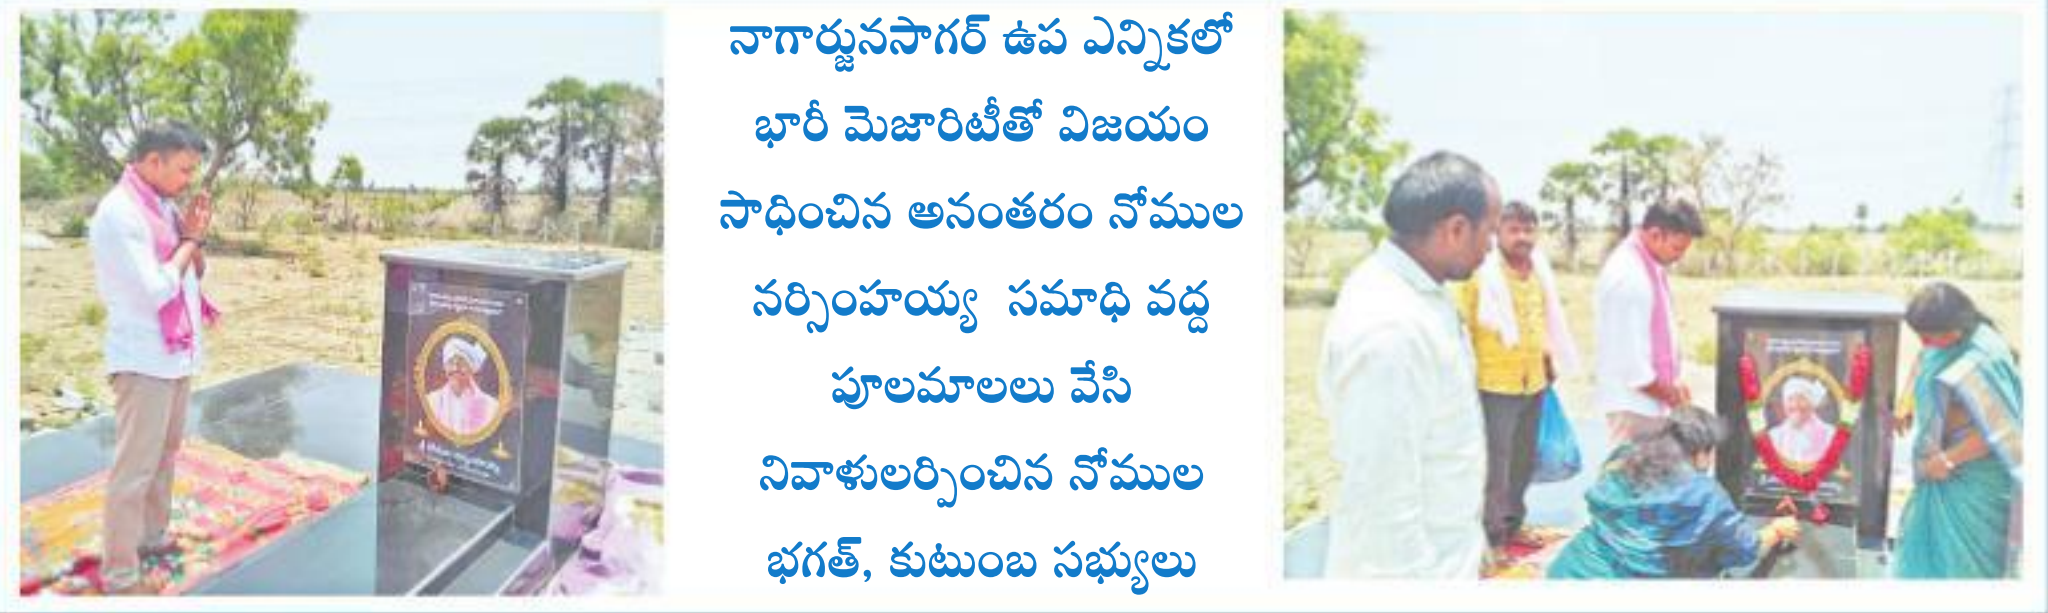 నాగార్జునసాగర్ ఉప ఎన్నికలో
భారీ మెజారిటీతో విజయం
సాధించిన అనంతరం నోముల
నర్సింహయ్య సమాధి వద్ద
పూలమాలలు వేసి
నివాళులర్పించిన నోముల
భగత్, కుటుంబ సభ్యులు